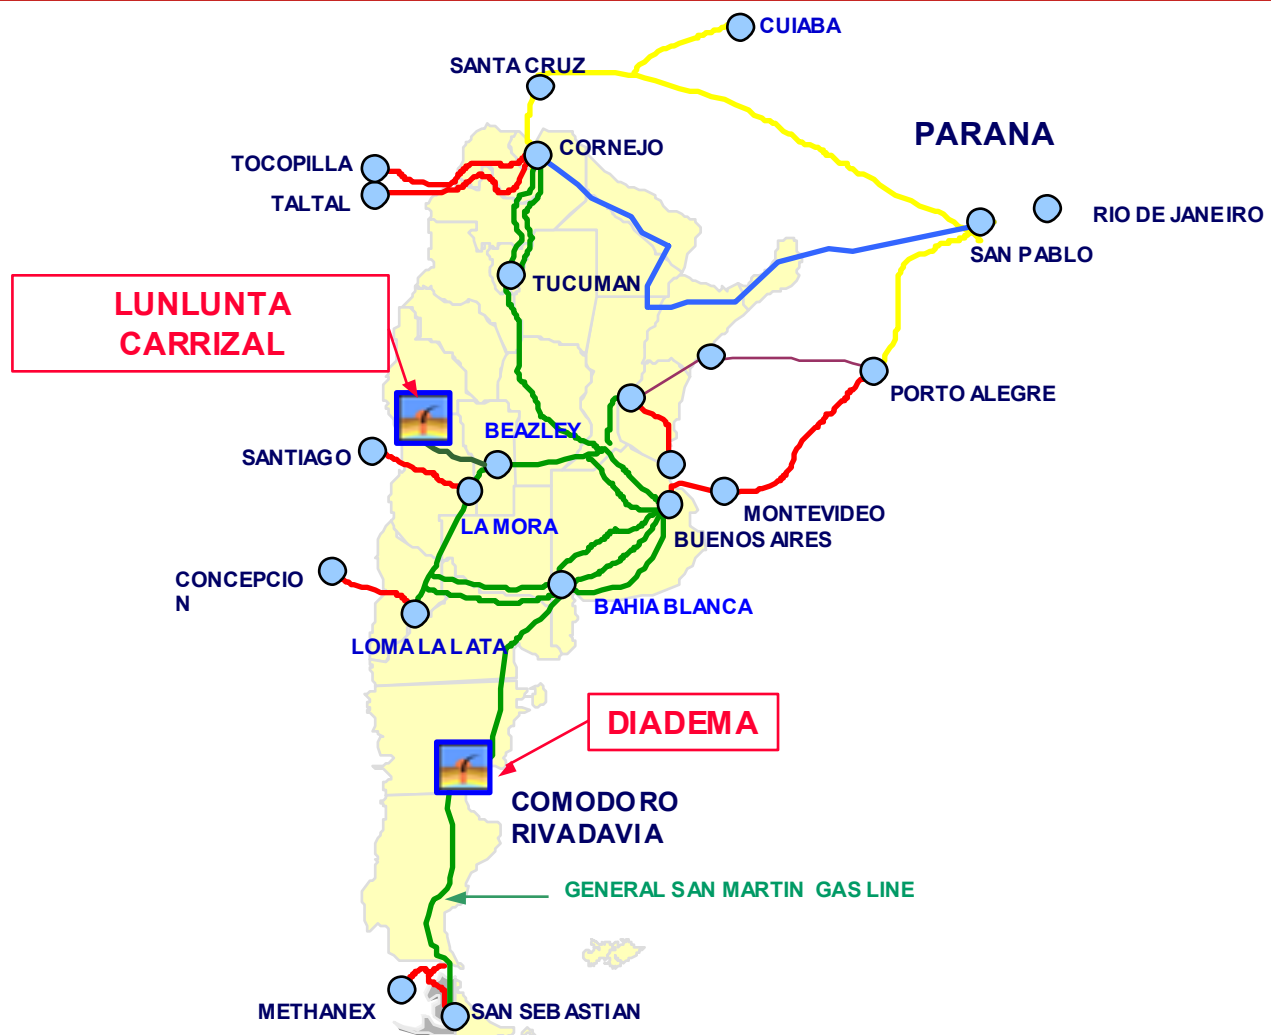 CUIABA
SANTA CRUZ
PARANA
CORNEJO
TOCOPILLA
TALTAL
RIO DE JANEIRO
SAN PABLO
TUCUMAN
LUNLUNTA
CARRIZAL
PORTO ALEGRE
BEAZLEY
SANTIAGO
LA MORA
MONTEVIDEO
BUENOS AIRES
CONCEPCIO
N
BAHIA BLANCA
LOMA LA LATA
DIADEMA
COMODORO
RIVADAVIA
GENERAL SAN MARTIN GAS LINE
METHANEX
SAN SEBASTIAN